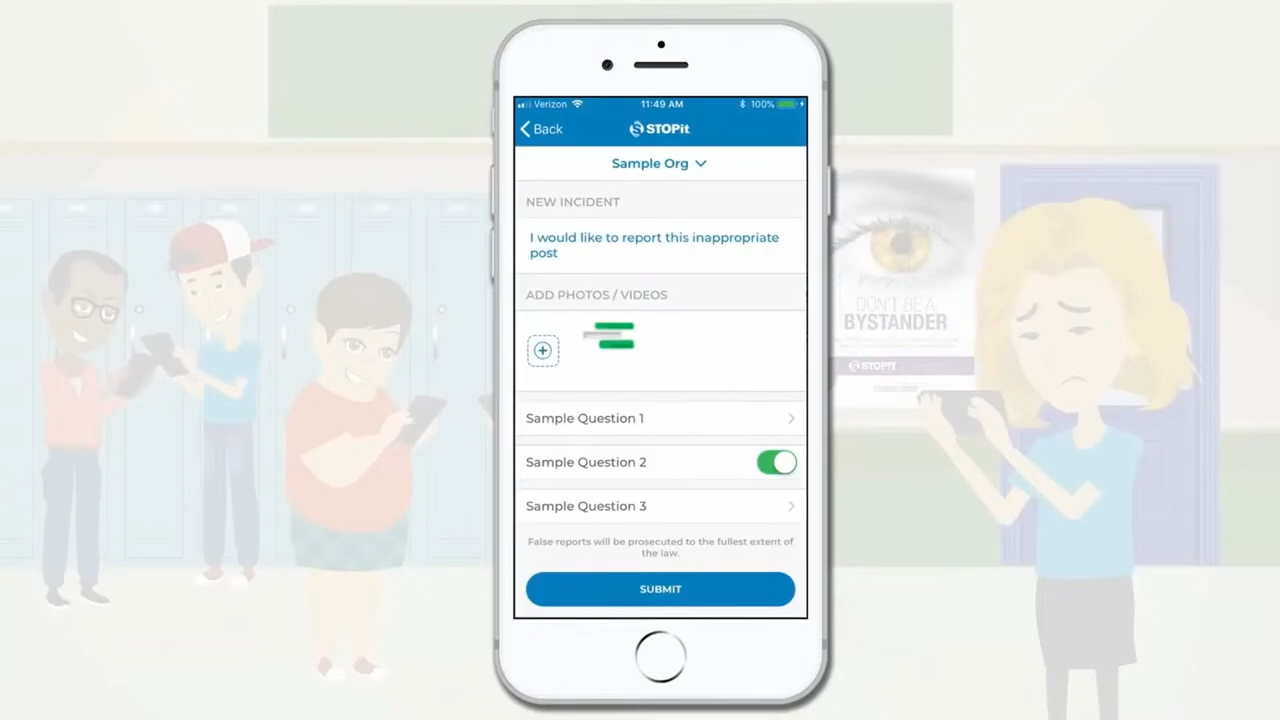 Verizon
11:49 AM
100%
Back
STOPit
Sample Org
NEW INCIDENT
I would like to report this inappropriate
post
ADD PHOTOS / VIDEOS
Sample Question 1
Sample Question 2
Sample Question 3
False reports will be prosecuted to the fullest extent of
the law.
SUBMIT
DON'T BE A
BYSTANDER
STOPit